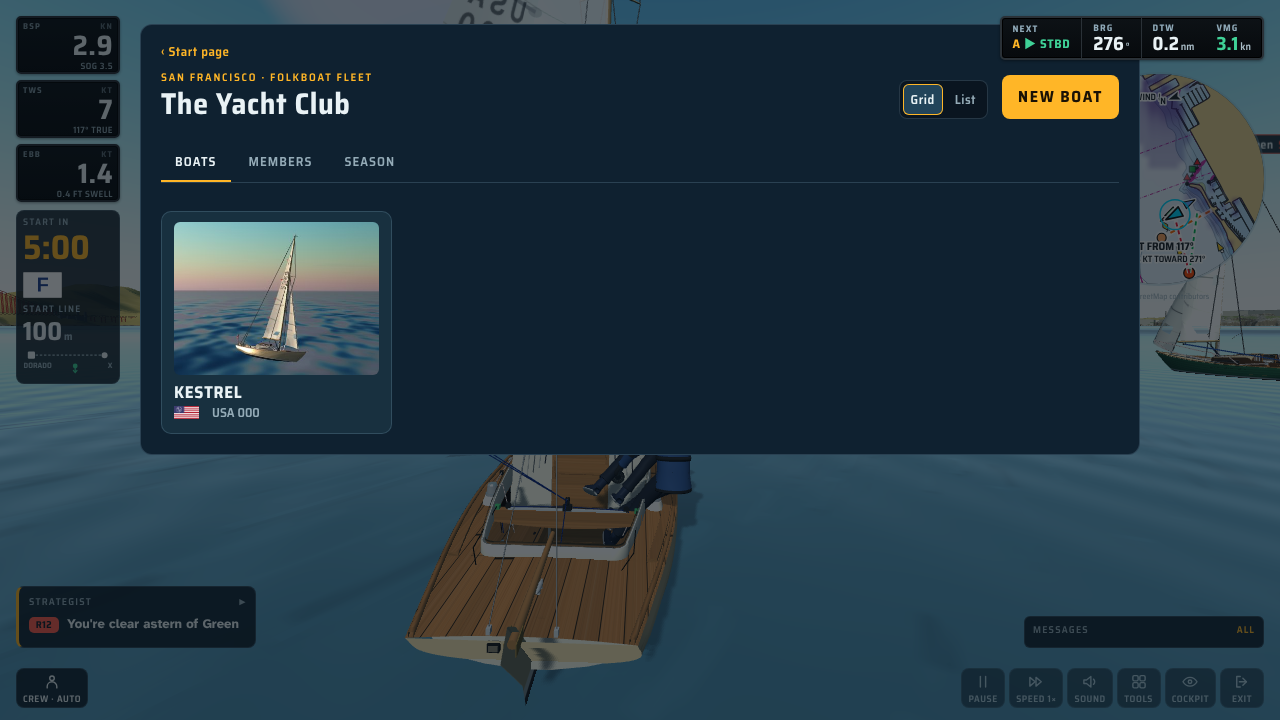 BSP KN
2.9
SOG 3.5
TWS KT
7
117° TRUE
EBB KT
1.4
0.4 FT SWELL
START IN
5:00
F
START LINE
100 m
DORADO X
‹ Start page
SAN FRANCISCO · FOLKBOAT FLEET
The Yacht Club
Grid
List
NEW BOAT
BOATS
MEMBERS
SEASON
KESTREL
USA 000
NEXT
A ▶ STBD
BRG
276°
DTW
0.2 nm
VMG
3.1 kn
WIND
N
en
T FROM 117°
KT TOWARD 271°
eetMap contributors
STRATEGIST ▶
R12 You're clear astern of Green
CREW · AUTO
MESSAGES ALL
PAUSE
SPEED 1×
SOUND
TOOLS
COCKPIT
EXIT